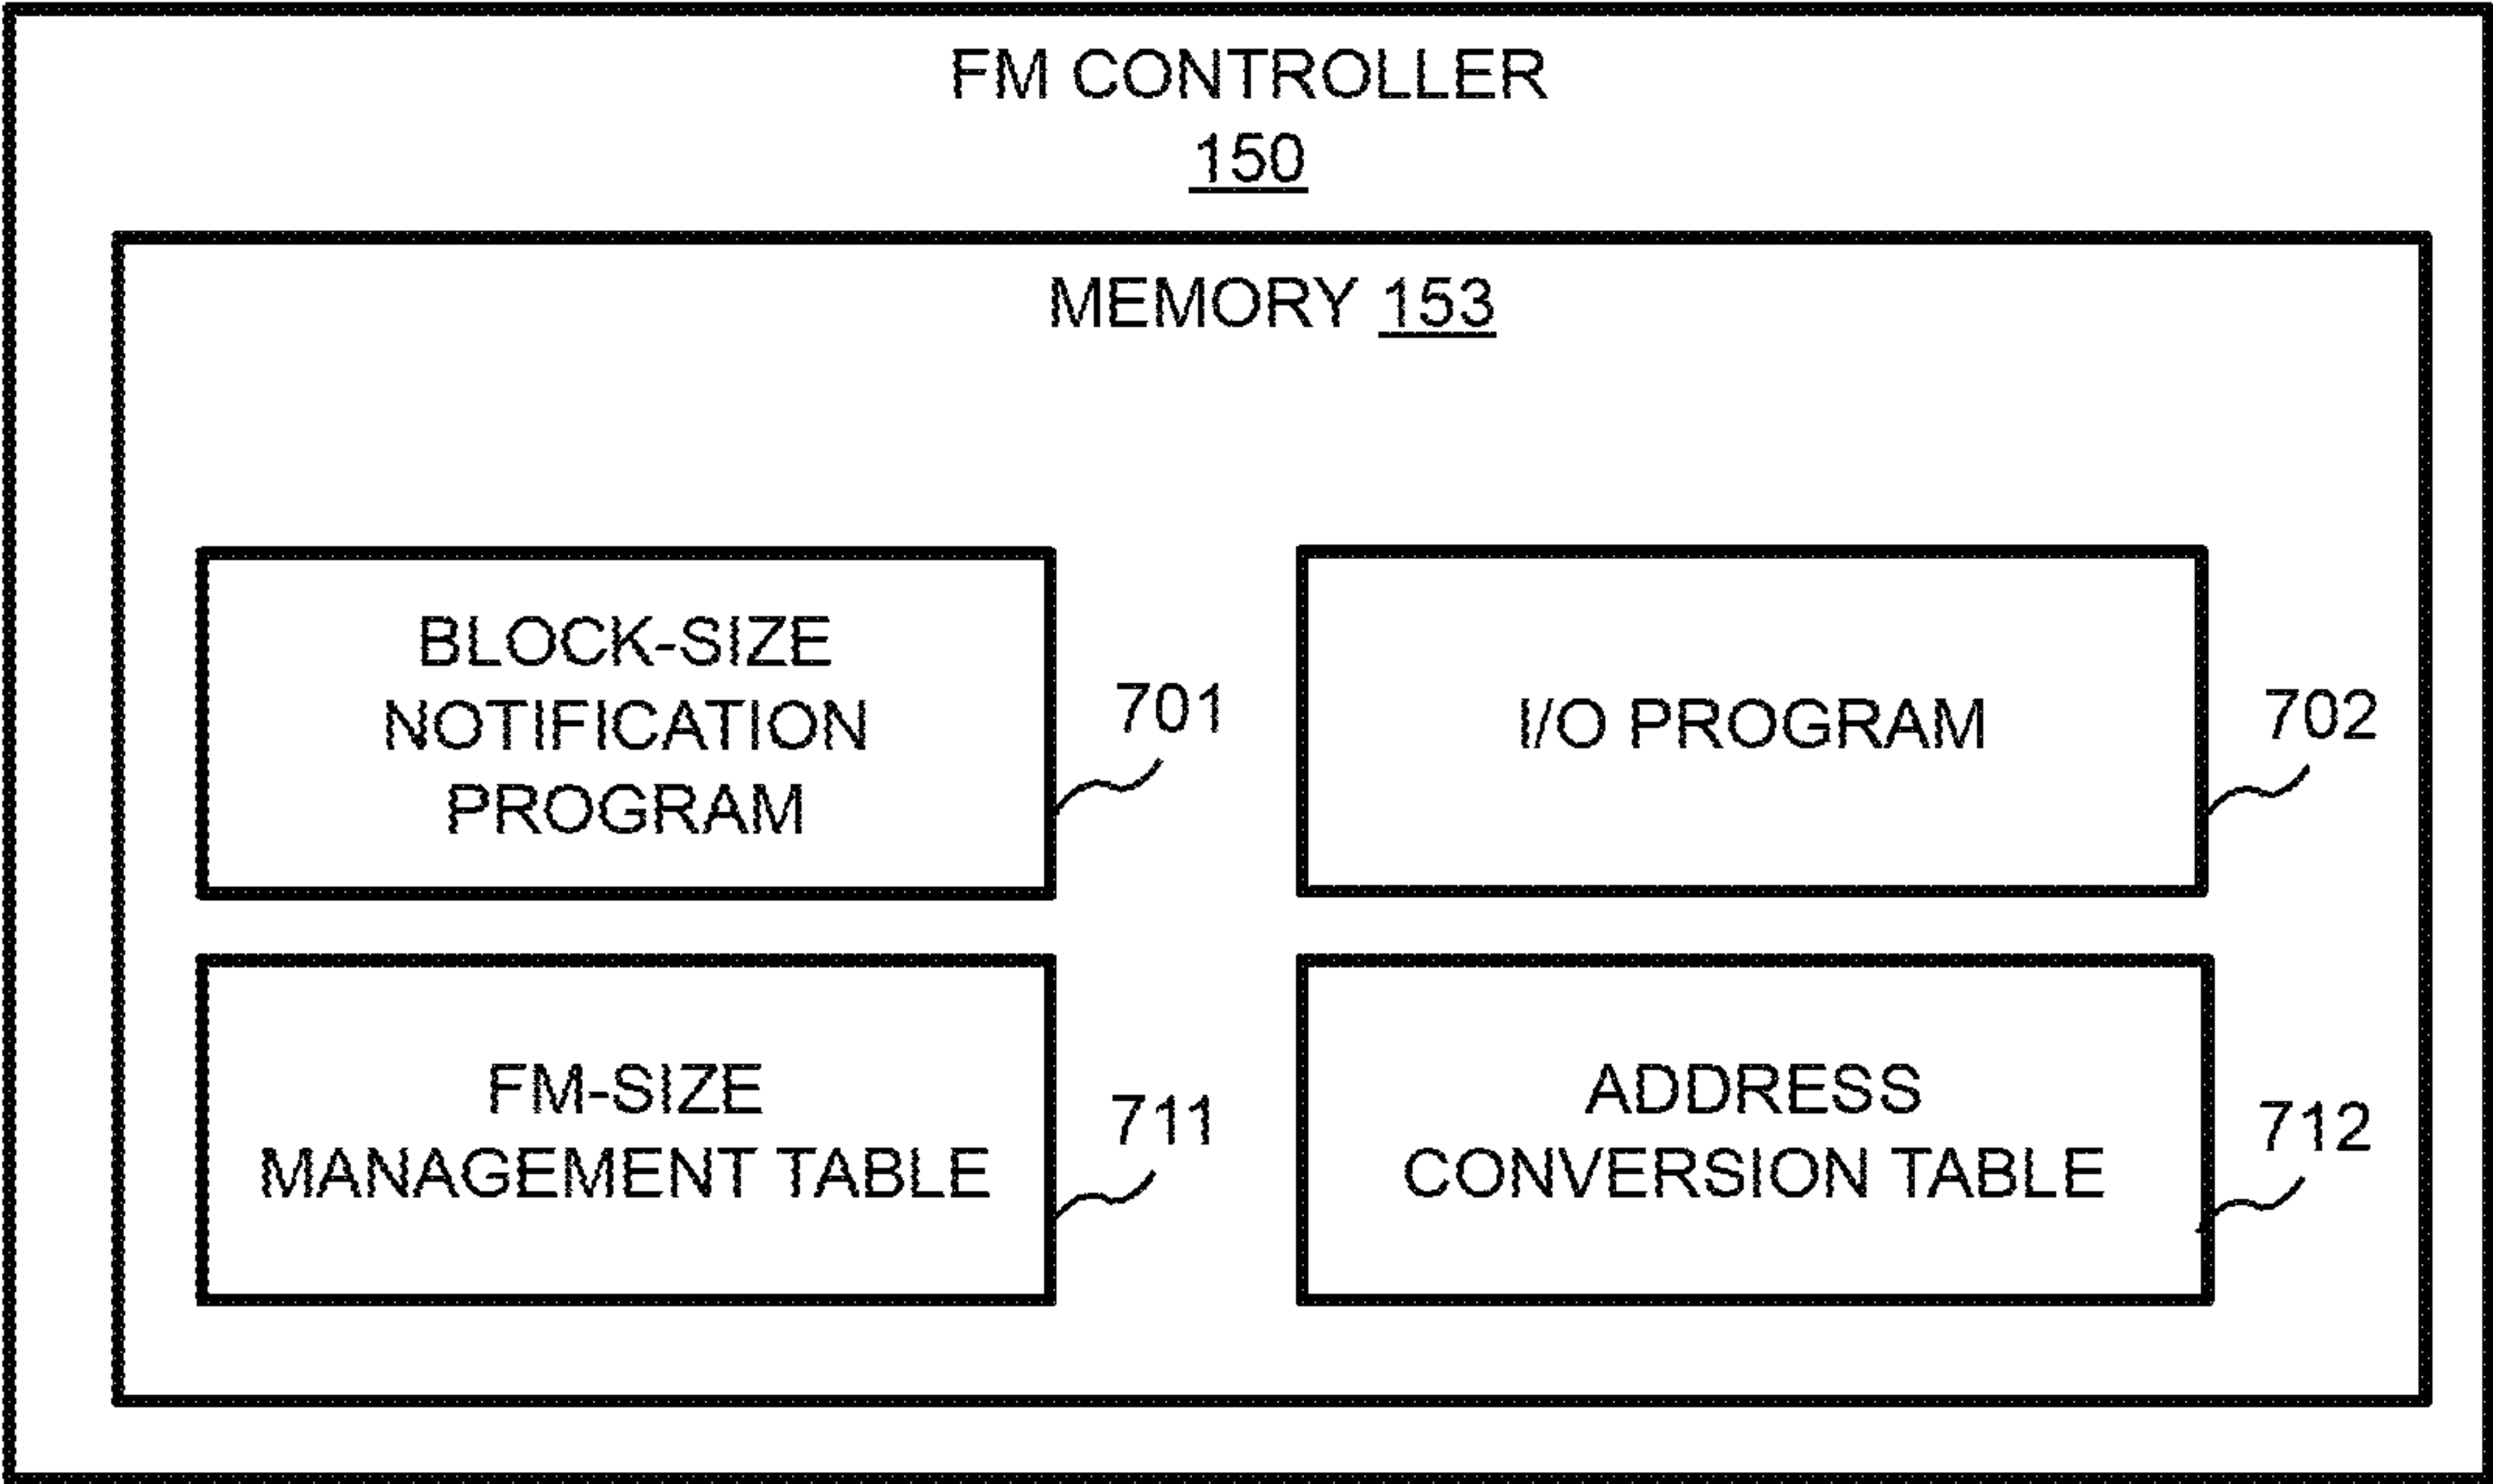 FM CONTROLLER
150
MEMORY 153
BLOCK-SIZE
NOTIFICATION
PROGRAM
701
I/O PROGRAM
702
FM-SIZE
MANAGEMENT TABLE
711
ADDRESS
CONVERSION TABLE
712